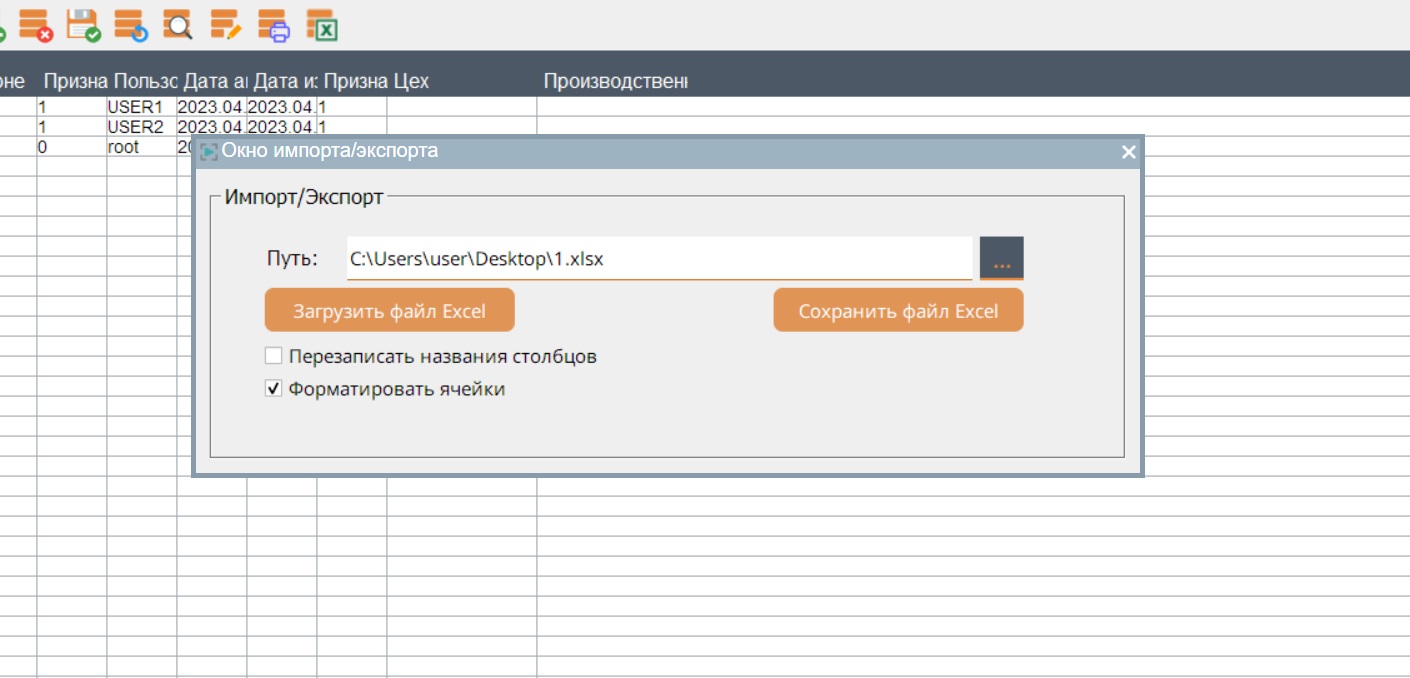 оне Призна Пользо Дата а Дата и: Призна Цех Производствен
1 USER1 2023.04. 2023.04. 1
1 USER2 2023.04. 2023.04. 1
0 root 20
Окно импорта/экспорта
Импорт/Экспорт
Путь: C:\Users\user\Desktop\1.xlsx ...
Загрузить файл Excel Сохранить файл Excel
Перезаписать названия столбцов
Форматировать ячейки